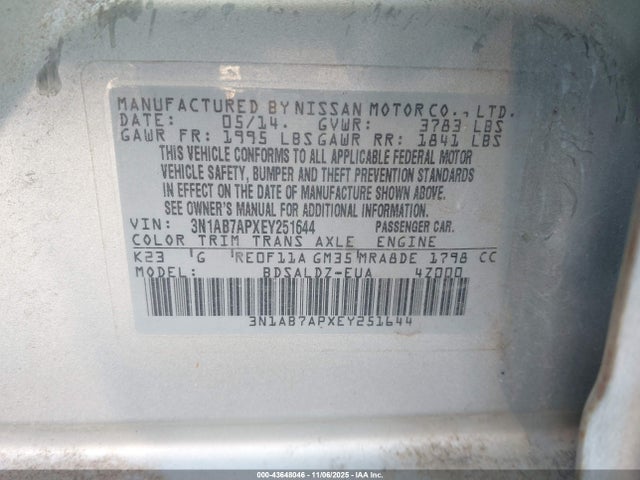 MANUFACTURED BY NISSAN MOTOR CO., LTD.
DATE: 05/14. GVWR: 3783 LBS
GAWR FR: 1995 LBS GAWR RR: 1841 LBS
THIS VEHICLE CONFORMS TO ALL APPLICABLE FEDERAL MOTOR
VEHICLE SAFETY, BUMPER AND THEFT PREVENTION STANDARDS
IN EFFECT ON THE DATE OF MANUFACTURE SHOWN ABOVE.
SEE OWNER'S MANUAL FOR ADDITIONAL INFORMATION.
VIN: 3N1AB7APXEY251644 PASSENGER CAR.
COLOR TRIM TRANS AXLE ENGINE
K23 G RE0F11A GM35 MRA8DE 1798 CC
MODEL: BDSALDZ-EUA 4Z000
3N1AB7APXEY251644
000-43648046 - 11/06/2025 - IAA, Inc.